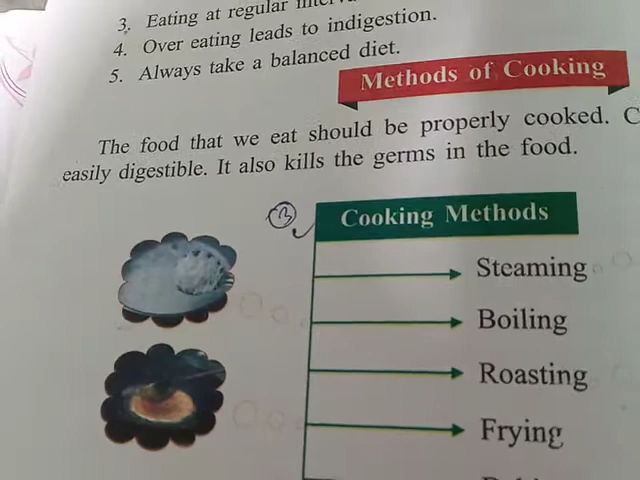 3. Eating at regular
4. Over eating leads to indigestion.
5. Always take a balanced diet.
Methods of Cooking
The food that we eat should be properly cooked.
easily digestible. It also kills the germs in the food.
Cooking Methods
Steaming
Boiling
Roasting
Frying